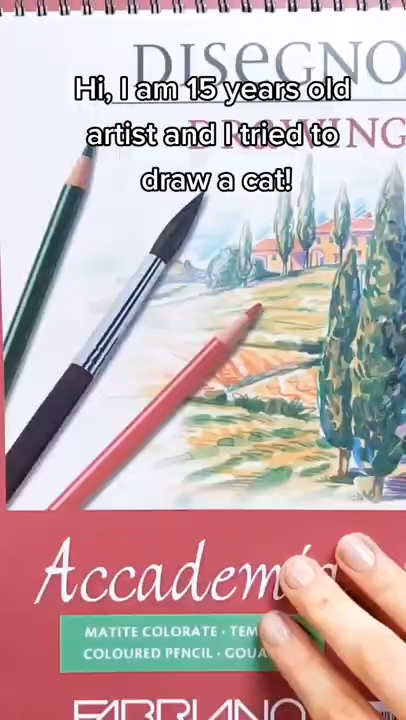 DISEGNO
Hi, I am 15 years old
DRAWING
artist and I tried to
draw a cat!
Accadem
MATITE COLORATE · TEM
COLOURED PENCIL · GOUA
FABRIANO